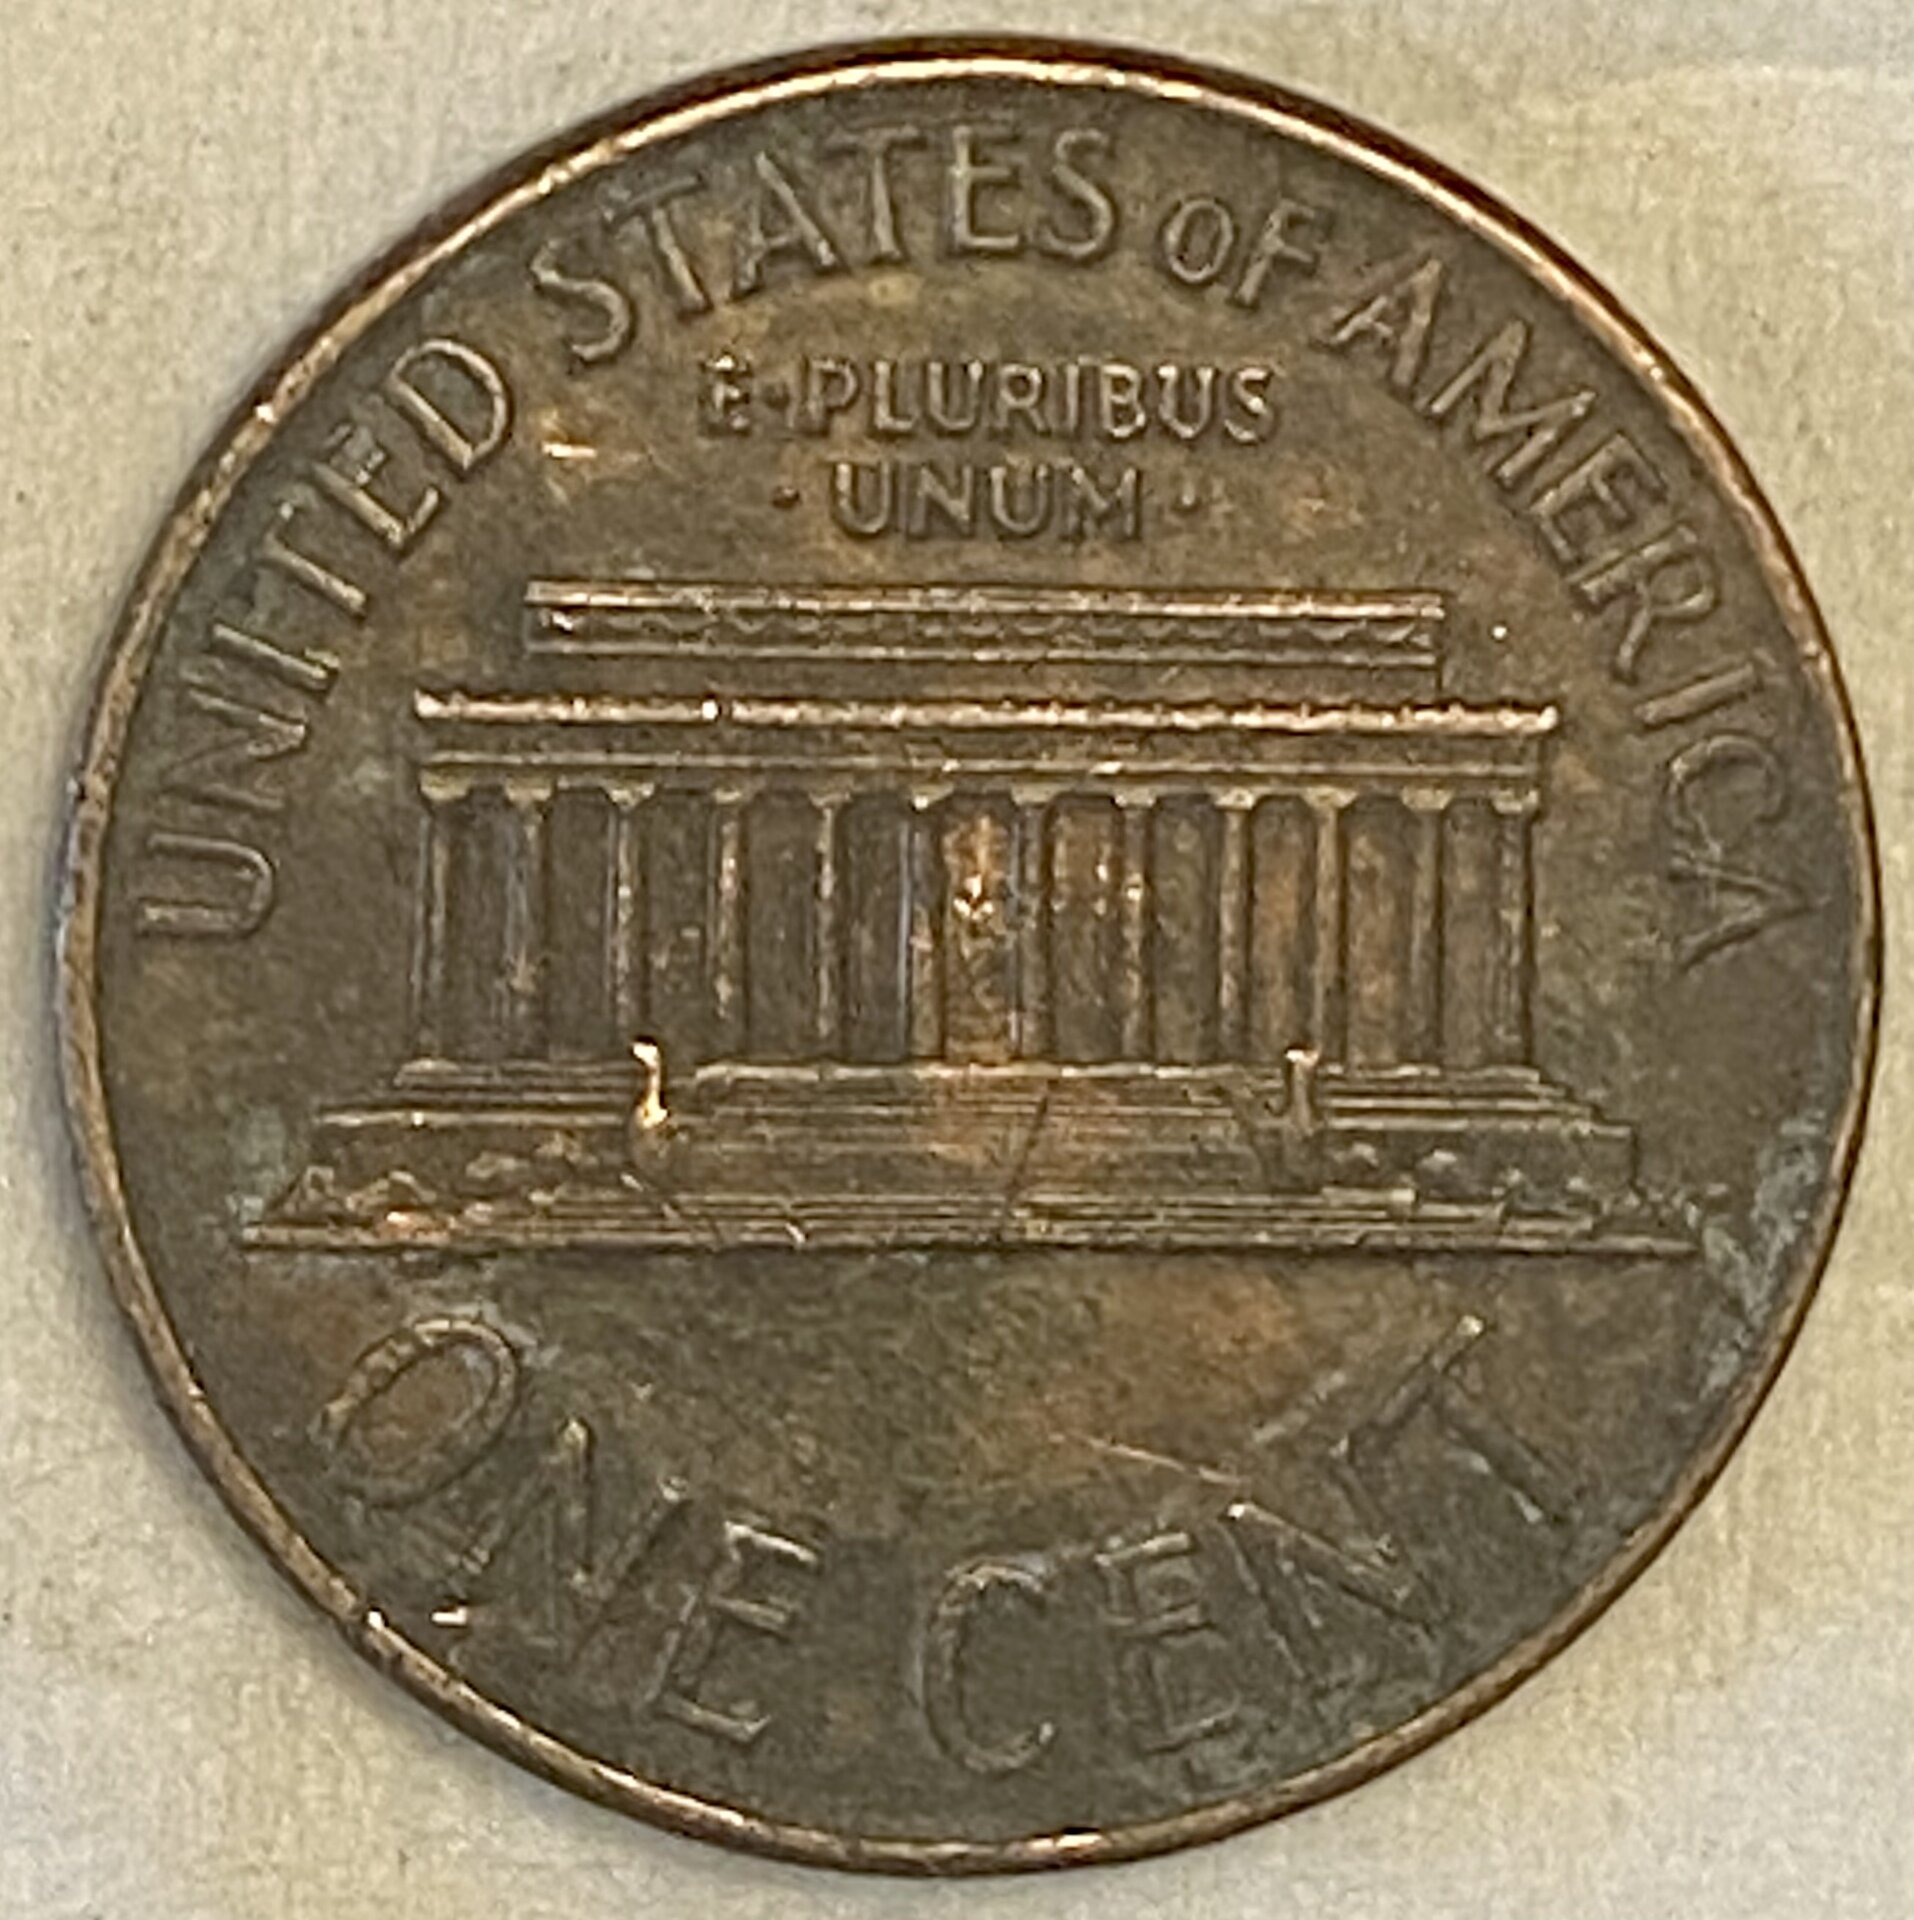 UNITED STATES OF AMERICA
E·PLURIBUS
· UNUM ·
ONE CENT